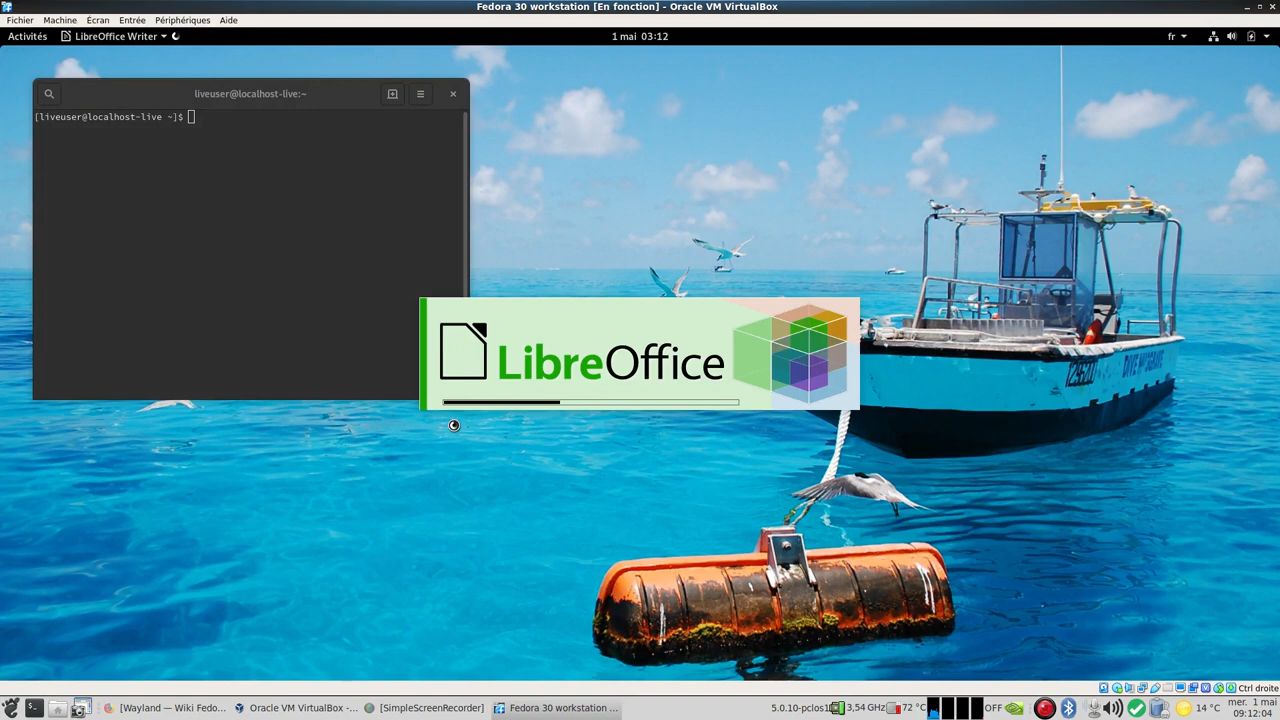 Fedora 30 workstation [En fonction] - Oracle VM VirtualBox
Fichier Machine Écran Entrée Périphériques Aide
Activités LibreOffice Writer 1 mai 03:12 fr
liveuser@localhost-live:~
[liveuser@localhost-live ~]$
LibreOffice
DIVE
Ctrl droite
[Wayland — Wiki Fedo... Oracle VM VirtualBox -... [SimpleScreenRecorder] Fedora 30 workstation ... 5.0.10-pclos1 3,54 GHz 72 °C OFF 14 °C mer. 1 mai
09:12:04